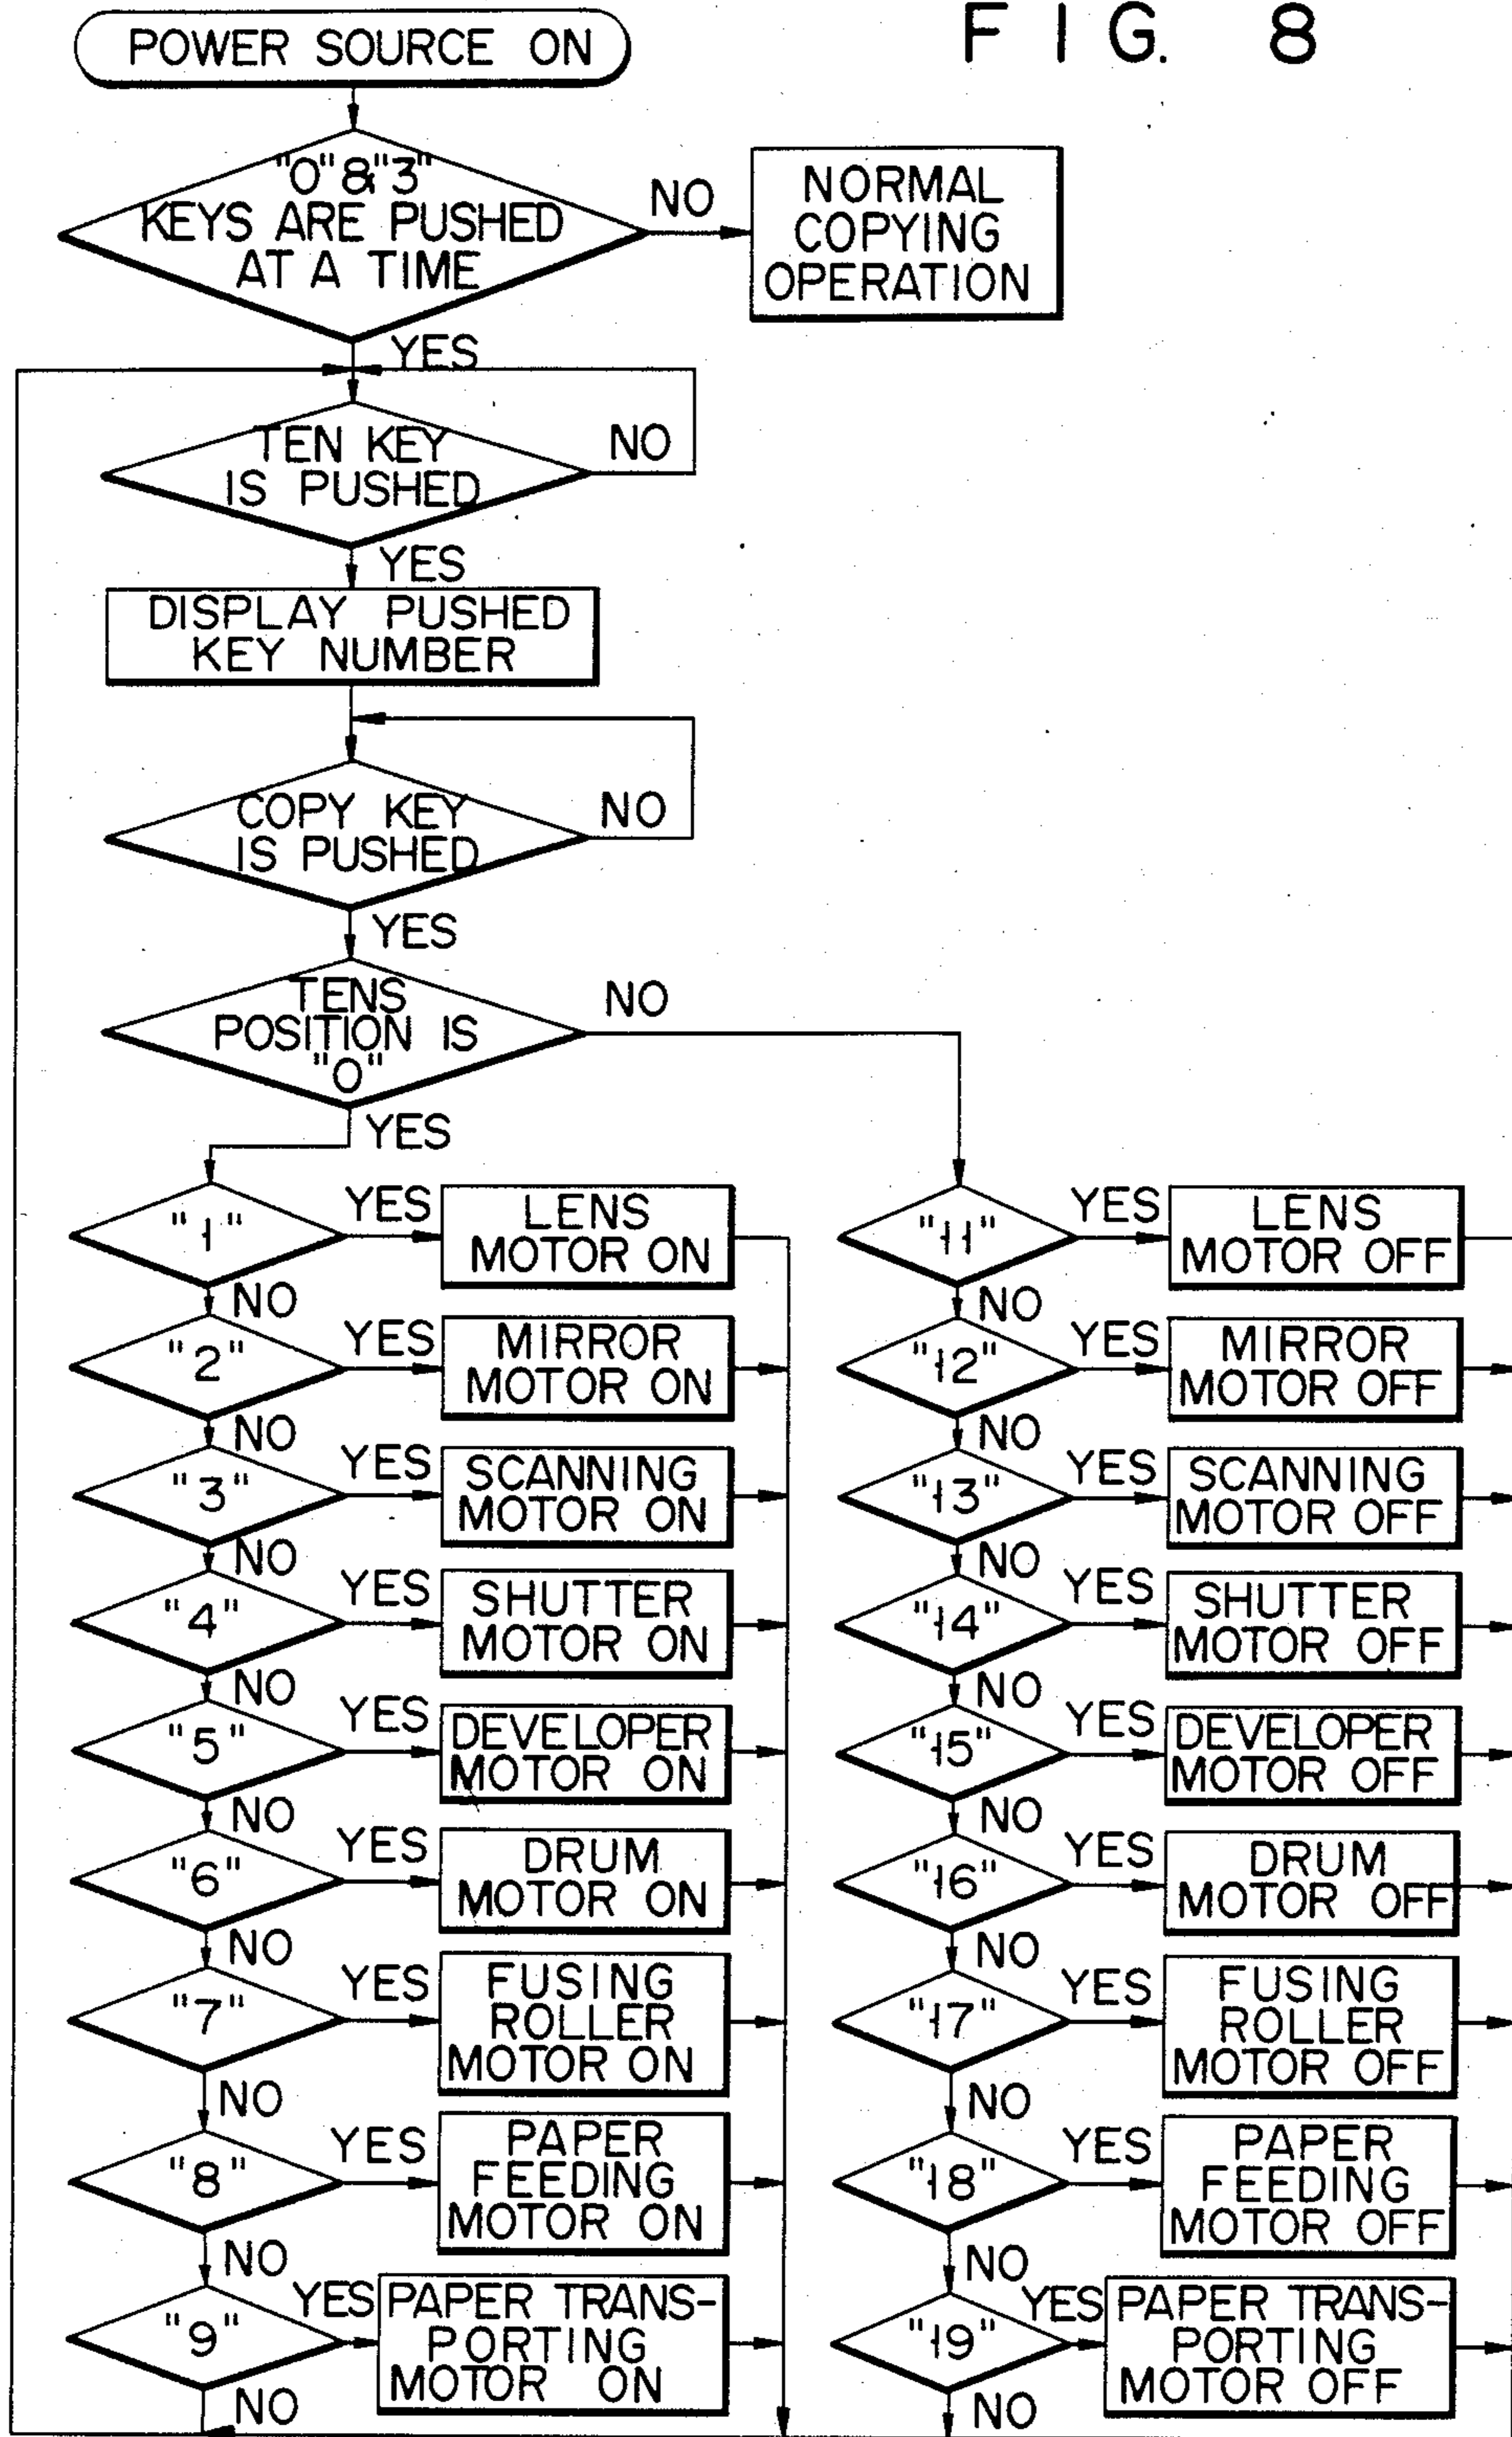 FIG. 8
POWER SOURCE ON
"0" & "3"
KEYS ARE PUSHED
AT A TIME
NO
NORMAL
COPYING
OPERATION
YES
TEN KEY
IS PUSHED
NO
YES
DISPLAY PUSHED
KEY NUMBER
COPY KEY
IS PUSHED
NO
YES
TENS
POSITION IS
"0"
NO
YES
"1"
YES
LENS
MOTOR ON
NO
"2"
YES
MIRROR
MOTOR ON
NO
"3"
YES
SCANNING
MOTOR ON
NO
"4"
YES
SHUTTER
MOTOR ON
NO
"5"
YES
DEVELOPER
MOTOR ON
NO
"6"
YES
DRUM
MOTOR ON
NO
"7"
YES
FUSING
ROLLER
MOTOR ON
NO
"8"
YES
PAPER
FEEDING
MOTOR ON
NO
"9"
YES
PAPER TRANS-
PORTING
MOTOR ON
NO
"11"
YES
LENS
MOTOR OFF
NO
"12"
YES
MIRROR
MOTOR OFF
NO
"13"
YES
SCANNING
MOTOR OFF
NO
"14"
YES
SHUTTER
MOTOR OFF
NO
"15"
YES
DEVELOPER
MOTOR OFF
NO
"16"
YES
DRUM
MOTOR OFF
NO
"17"
YES
FUSING
ROLLER
MOTOR OFF
NO
"18"
YES
PAPER
FEEDING
MOTOR OFF
NO
"19"
YES
PAPER TRANS-
PORTING
MOTOR OFF
NO